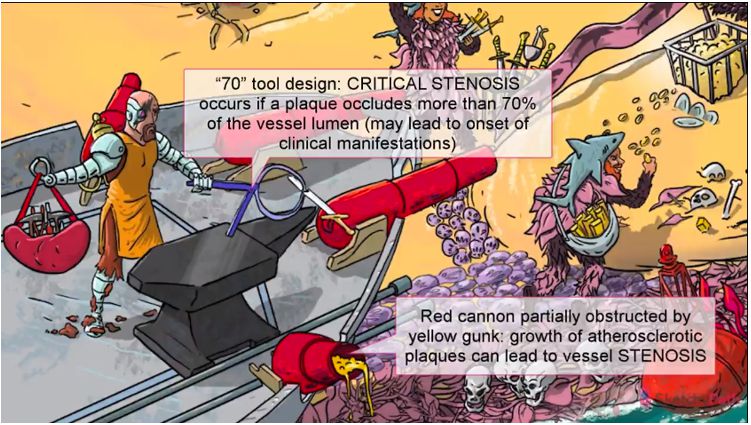 “70” tool design: CRITICAL STENOSIS
occurs if a plaque occludes more than 70%
of the vessel lumen (may lead to onset of
clinical manifestations)
Red cannon partially obstructed by
yellow gunk: growth of atherosclerotic
plaques can lead to vessel STENOSIS